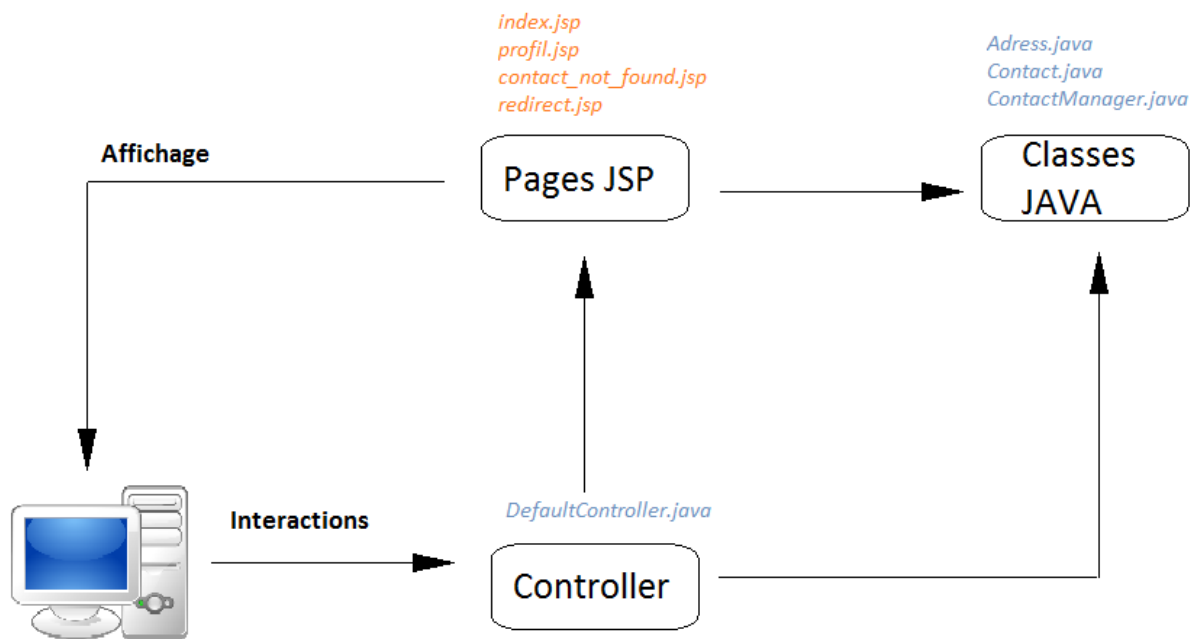 index.jsp
profil.jsp
contact_not_found.jsp
redirect.jsp
Adress.java
Contact.java
ContactManager.java
Affichage
Pages JSP
Classes
JAVA
Interactions
DefaultController.java
Controller